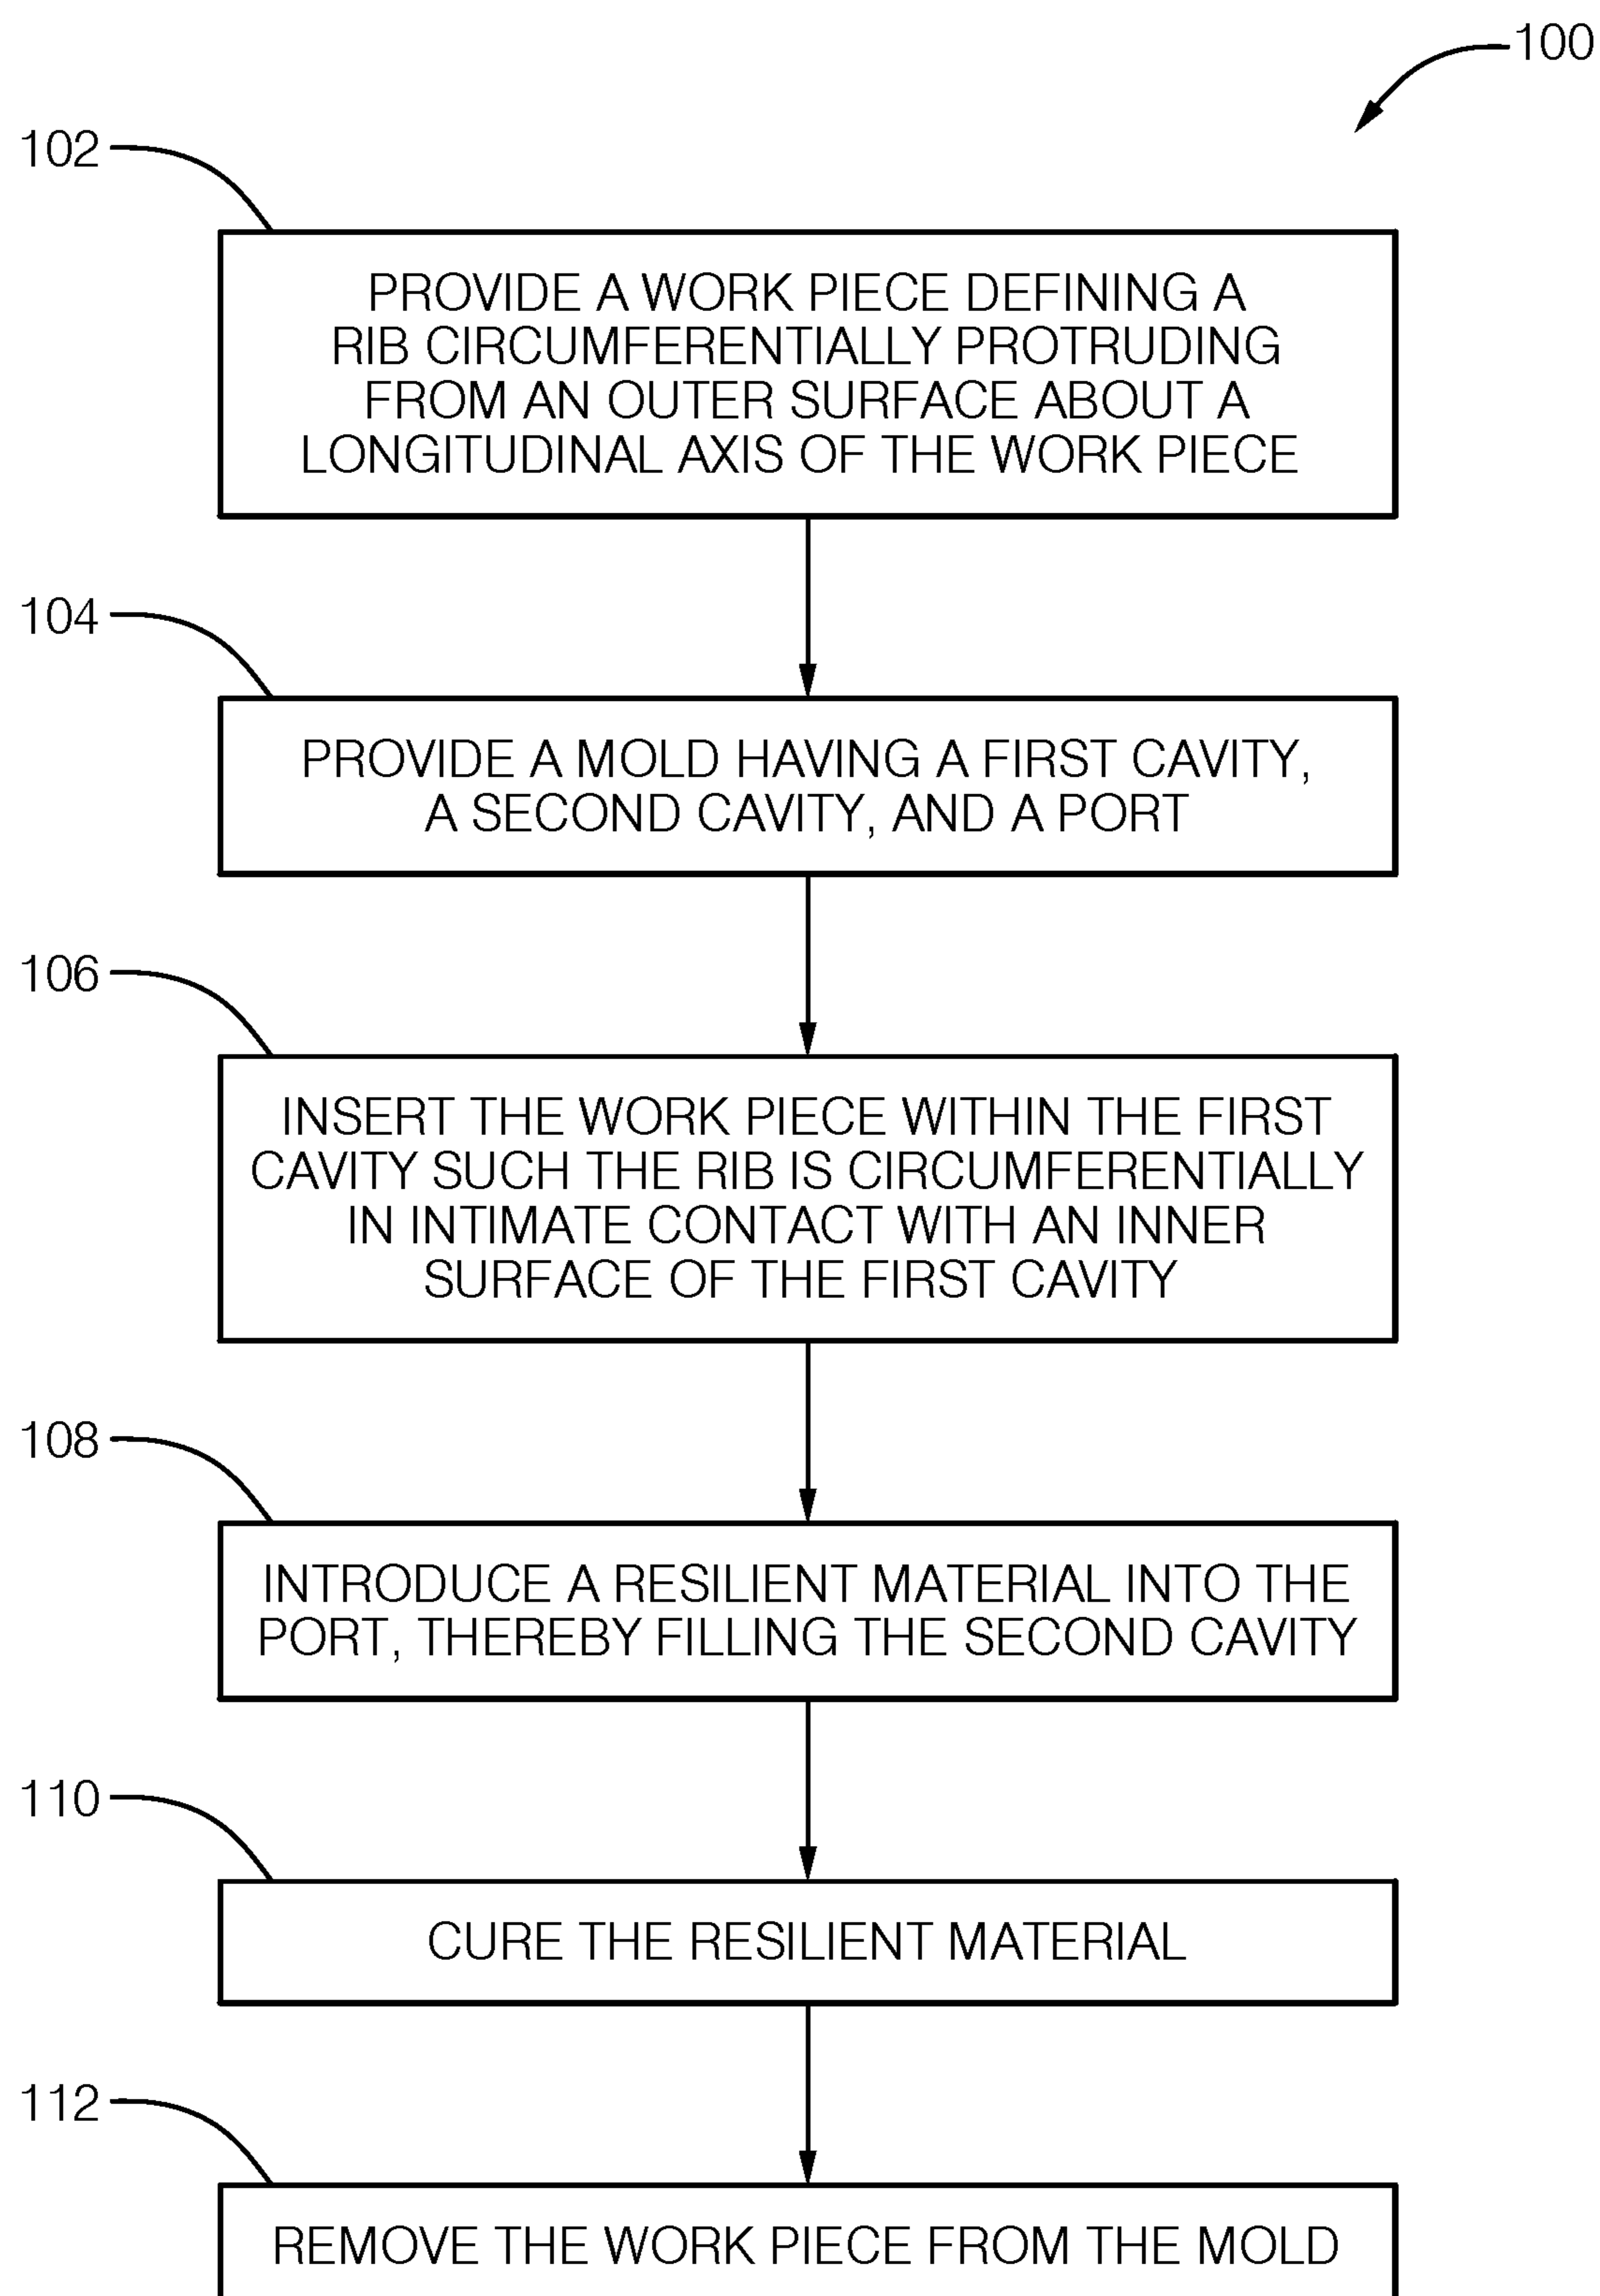 100
102
PROVIDE A WORK PIECE DEFINING A
RIB CIRCUMFERENTIALLY PROTRUDING
FROM AN OUTER SURFACE ABOUT A
LONGITUDINAL AXIS OF THE WORK PIECE
104
PROVIDE A MOLD HAVING A FIRST CAVITY,
A SECOND CAVITY, AND A PORT
106
INSERT THE WORK PIECE WITHIN THE FIRST
CAVITY SUCH THE RIB IS CIRCUMFERENTIALLY
IN INTIMATE CONTACT WITH AN INNER
SURFACE OF THE FIRST CAVITY
108
INTRODUCE A RESILIENT MATERIAL INTO THE
PORT, THEREBY FILLING THE SECOND CAVITY
110
CURE THE RESILIENT MATERIAL
112
REMOVE THE WORK PIECE FROM THE MOLD